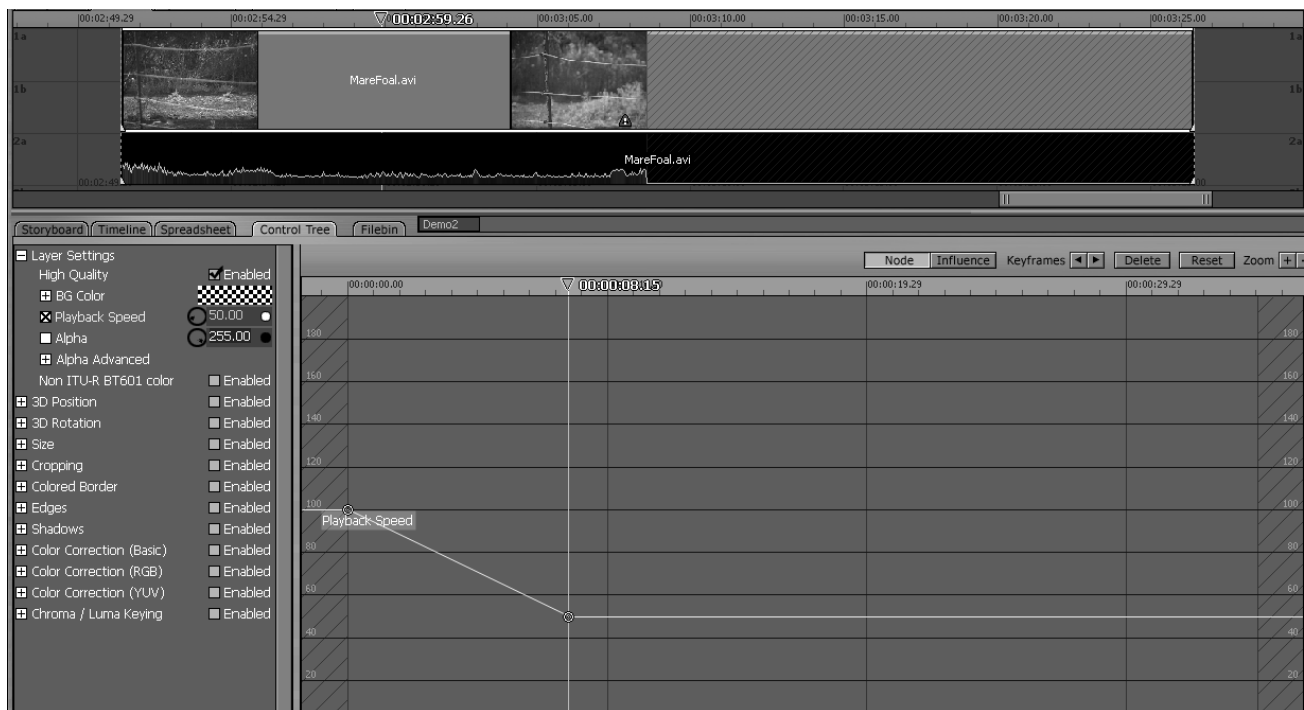 00:02:49.29 00:02:54.29 00:02:59.26 00:03:05.00 00:03:10.00 00:03:15.00 00:03:20.00 00:03:25.00
1a 1a
MareFoal.avi
1b 1b
2a 2a
MareFoal.avi
00:02:49 00
Storyboard Timeline Spreadsheet Control Tree Filebin Demo2
Layer Settings
High Quality Enabled
BG Color
Playback Speed 50.00
Alpha 255.00
Alpha Advanced
Non ITU-R BT601 color Enabled
3D Position Enabled
3D Rotation Enabled
Size Enabled
Cropping Enabled
Colored Border Enabled
Edges Enabled
Shadows Enabled
Color Correction (Basic) Enabled
Color Correction (RGB) Enabled
Color Correction (YUV) Enabled
Chroma / Luma Keying Enabled
Node Influence Keyframes Delete Reset Zoom + -
00:00:00.00 00:00:08.15 00:00:19.29 00:00:29.29
180 180
160 160
140 140
120 120
100 100
Playback Speed
80 80
60 60
40 40
20 20